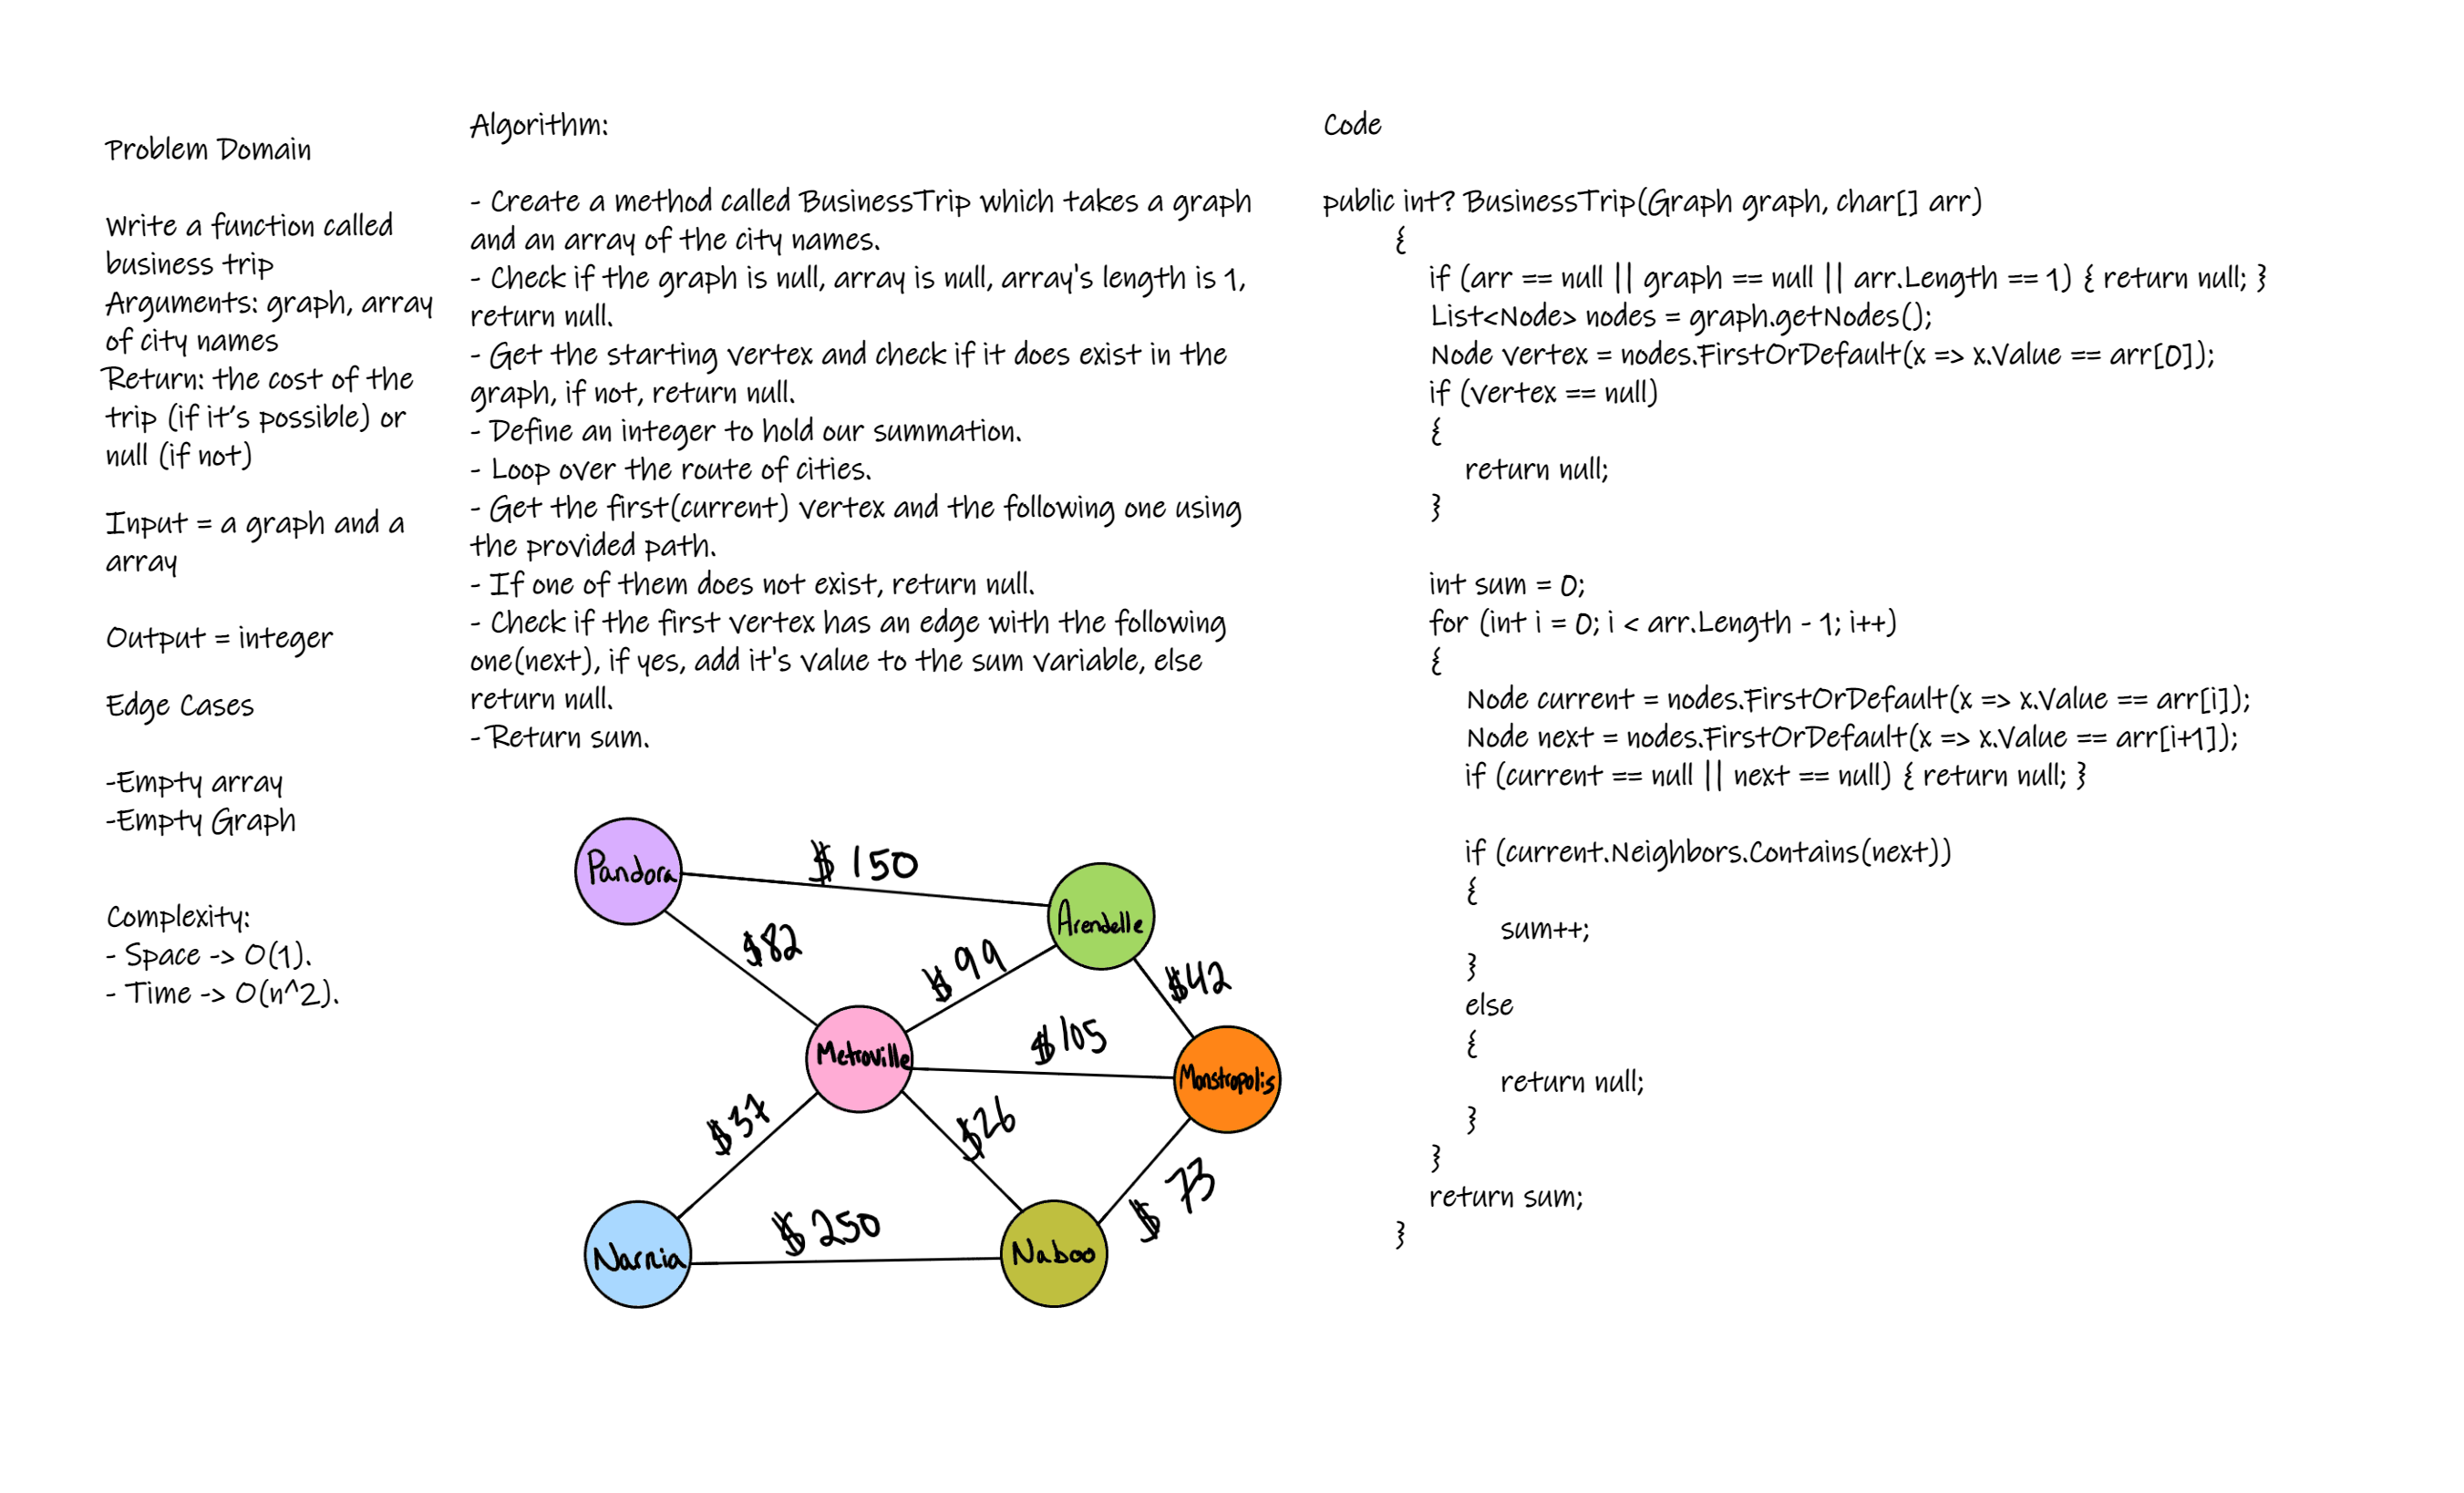 Problem Domain
Write a function called
business trip
Arguments: graph, array
of city names
Return: the cost of the
trip (if it's possible) or
null (if not)
Input = a graph and a
array
Output = integer
Edge Cases
-Empty array
-Empty Graph
Complexity:
- Space -> O(1).
- Time -> O(n^2).
Algorithm:
- Create a method called BusinessTrip which takes a graph
and an array of the city names.
- Check if the graph is null, array is null, array's length is 1,
return null.
- Get the starting vertex and check if it does exist in the
graph, if not, return null.
- Define an integer to hold our summation.
- Loop over the route of cities.
- Get the first(current) vertex and the following one using
the provided path.
- If one of them does not exist, return null.
- Check if the first vertex has an edge with the following
one(next), if yes, add it's value to the sum variable, else
return null.
- Return sum.
Pandora
$ 150
Arendelle
$82
$99
$42
Metroville
$105
Monstropolis
$37
$26
$ 73
Narnia
$ 250
Naboo
Code
public int? BusinessTrip(Graph graph, char[] arr)
{
if (arr == null || graph == null || arr.Length == 1) { return null; }
List<Node> nodes = graph.getNodes();
Node vertex = nodes.FirstOrDefault(x => x.Value == arr[0]);
if (vertex == null)
{
return null;
}
int sum = 0;
for (int i = 0; i < arr.Length - 1; i++)
{
Node current = nodes.FirstOrDefault(x => x.Value == arr[i]);
Node next = nodes.FirstOrDefault(x => x.Value == arr[i+1]);
if (current == null || next == null) { return null; }
if (current.Neighbors.Contains(next))
{
sum++;
}
else
{
return null;
}
}
return sum;
}